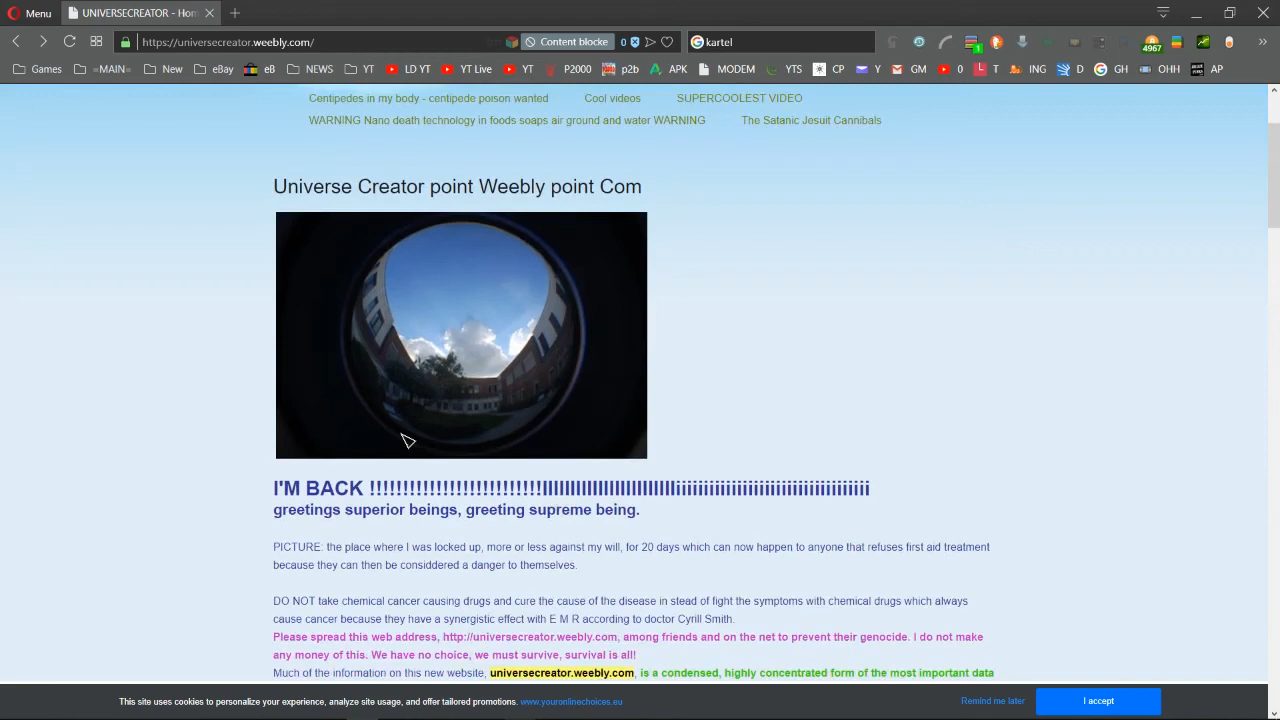 Menu
UNIVERSECREATOR - Hom
https://universecreator.weebly.com/
Content blocke
0
kartel
1
4967
Games
=MAIN=
New
eBay
eB
NEWS
YT
LD YT
YT Live
YT
P2000
p2b
APK
MODEM
YTS
CP
Y
GM
0
T
ING
D
GH
OHH
AP
Centipedes in my body - centipede poison wanted
Cool videos
SUPERCOOLEST VIDEO
WARNING Nano death technology in foods soaps air ground and water WARNING
The Satanic Jesuit Cannibals
Universe Creator point Weebly point Com
greetings superior beings, greeting supreme being.
PICTURE: the place where I was locked up, more or less against my will, for 20 days which can now happen to anyone that refuses first aid treatment
because they can then be considdered a danger to themselves.
DO NOT take chemical cancer causing drugs and cure the cause of the disease in stead of fight the symptoms with chemical drugs which always
cause cancer because they have a synergistic effect with E M R according to doctor Cyrill Smith.
Please spread this web address, http://universecreator.weebly.com, among friends and on the net to prevent their genocide. I do not make
any money of this. We have no choice, we must survive, survival is all!
Much of the information on this new website, universecreator.weebly.com, is a condensed, highly concentrated form of the most important data
This site uses cookies to personalize your experience, analyze site usage, and offer tailored promotions. www.youronlinechoices.eu
Remind me later
I accept